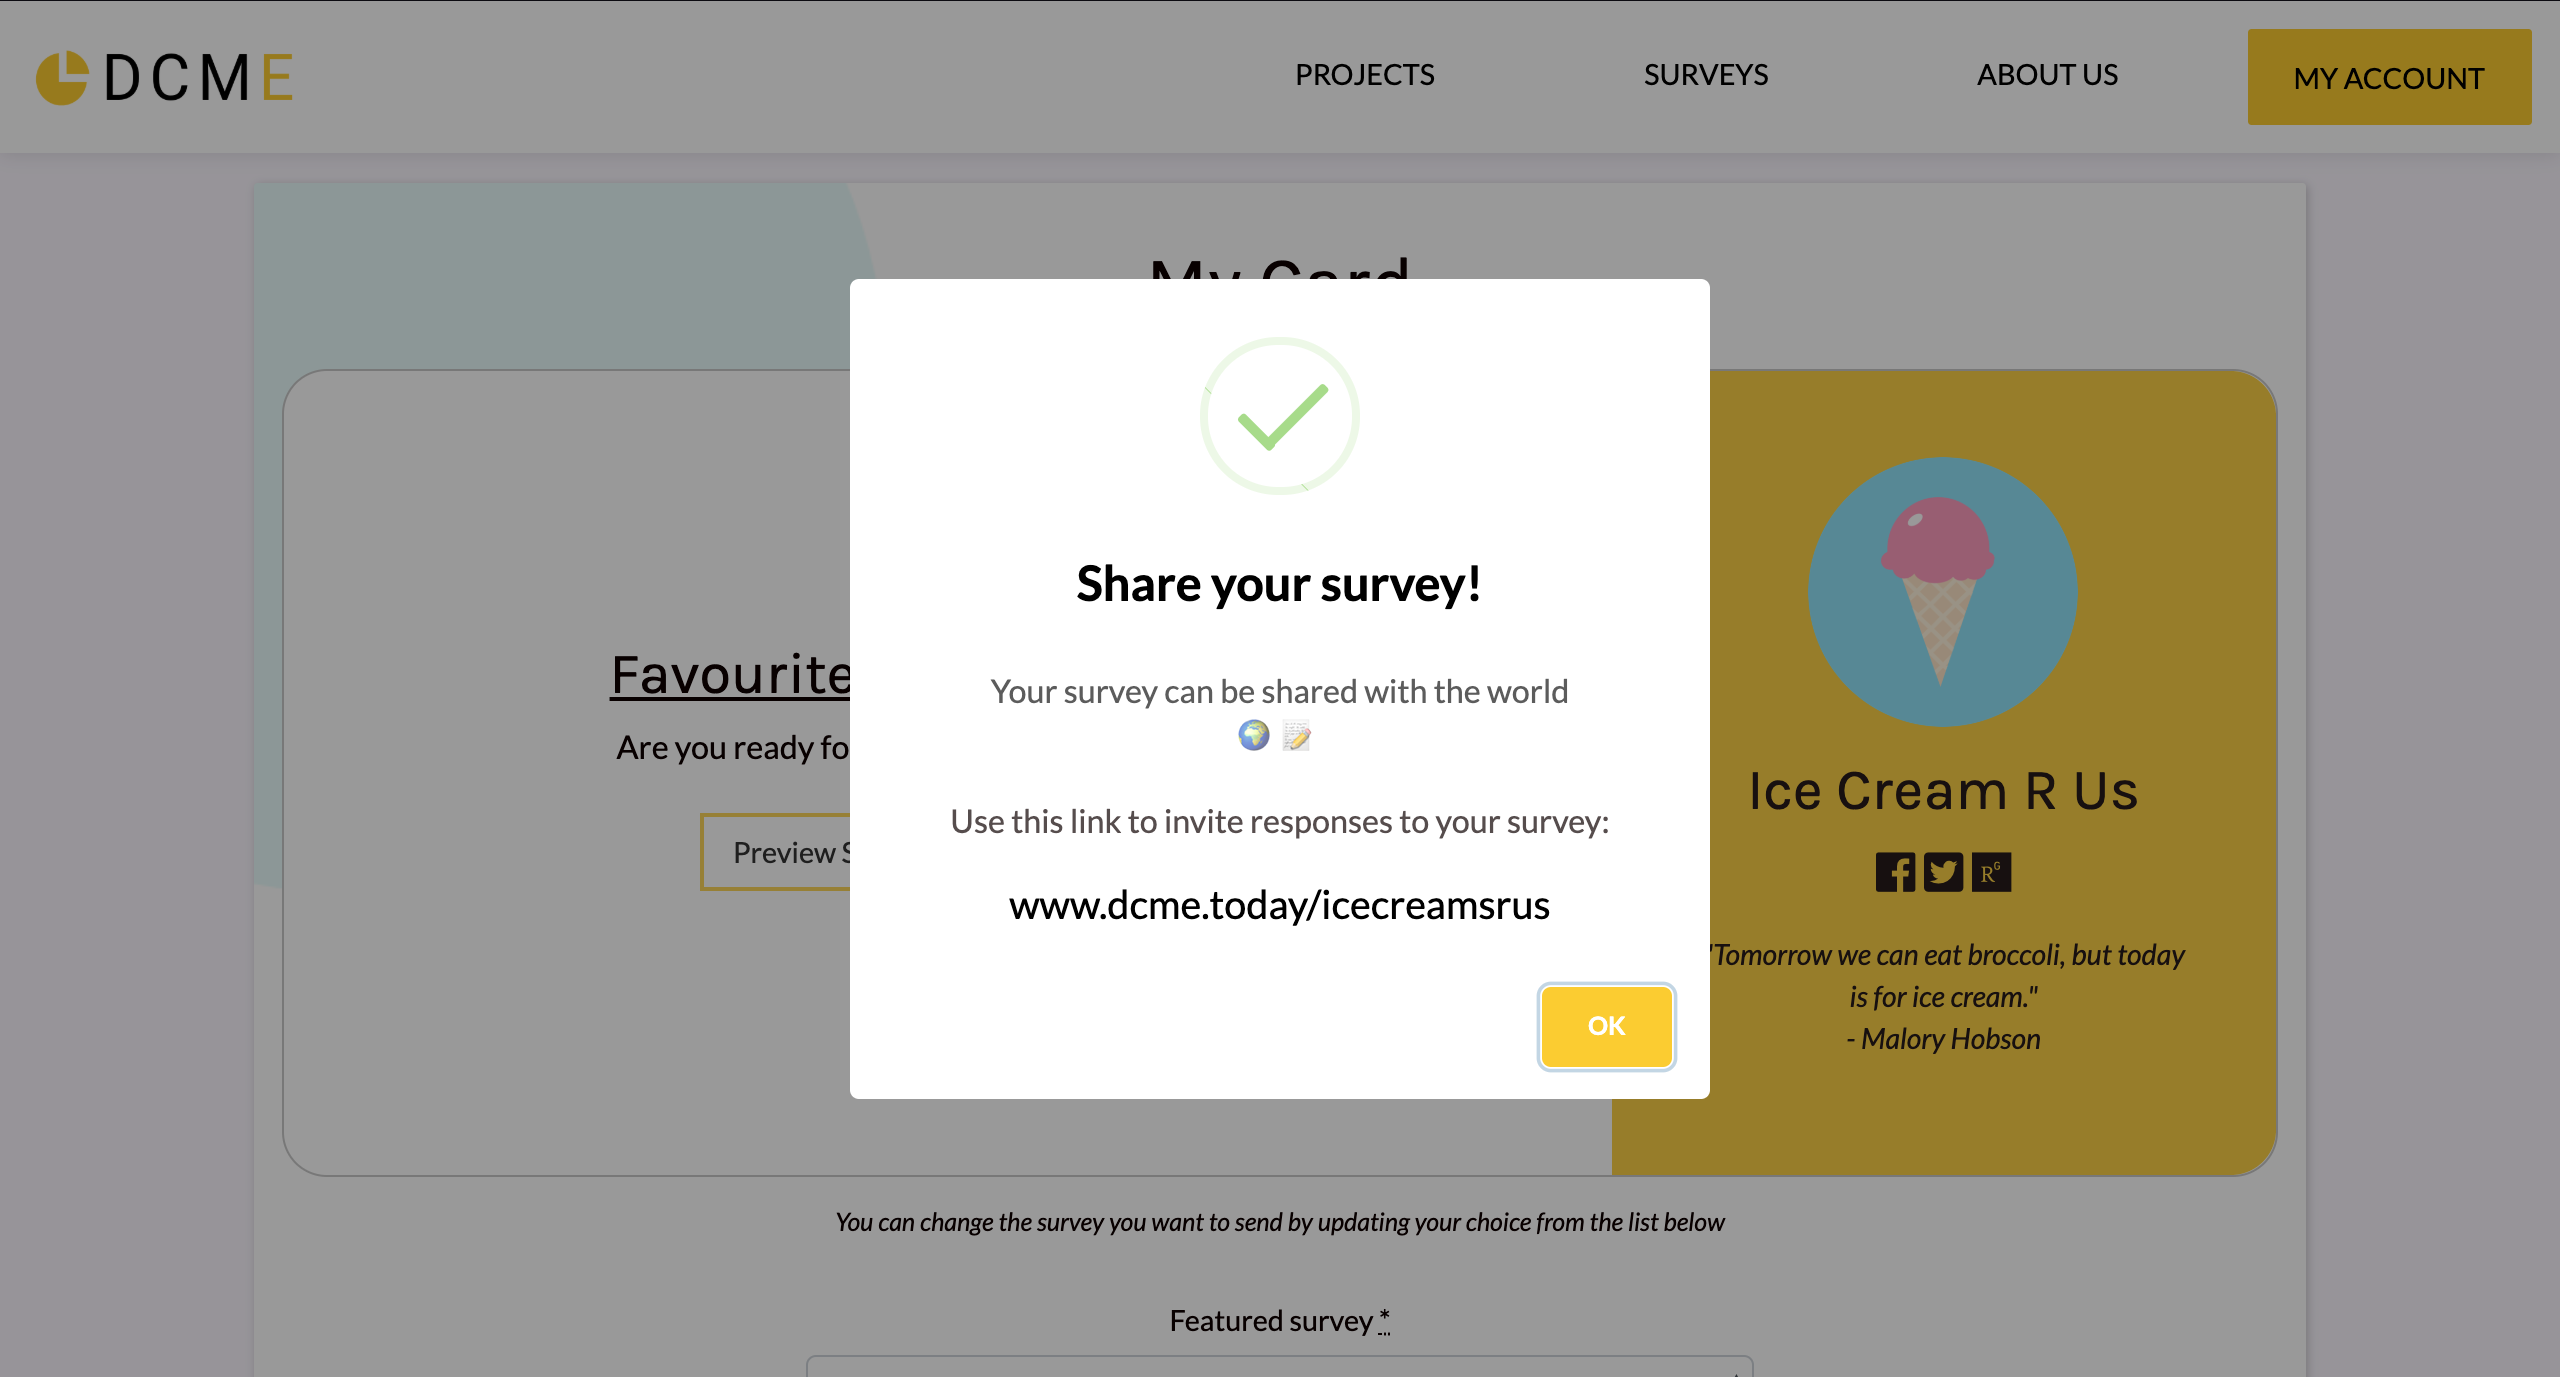 DCME
PROJECTS
SURVEYS
ABOUT US
MY ACCOUNT
My Card
Share your survey!
Your survey can be shared with the world
Use this link to invite responses to your survey:
www.dcme.today/icecreamsrus
OK
Favourite
Are you ready fo
Preview S
Ice Cream R Us
RG
"Tomorrow we can eat broccoli, but today
is for ice cream."
- Malory Hobson
You can change the survey you want to send by updating your choice from the list below
Featured survey *